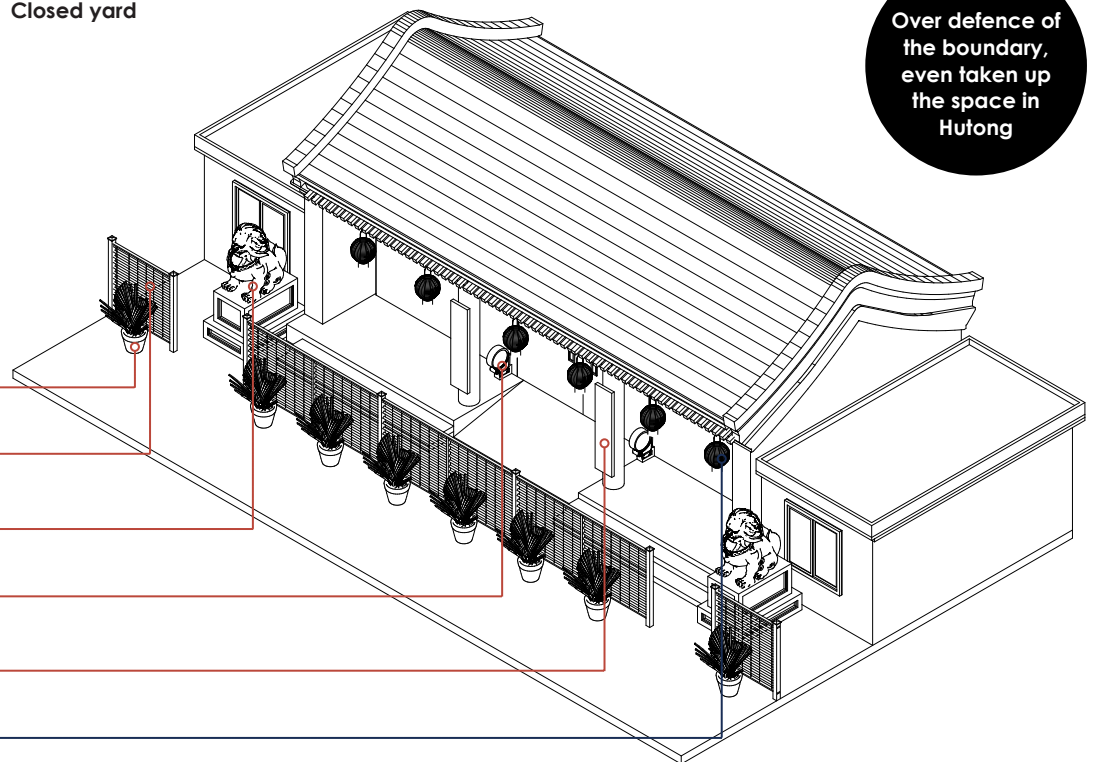 Closed yard
Over defence of
the boundary,
even taken up
the space in
Hutong